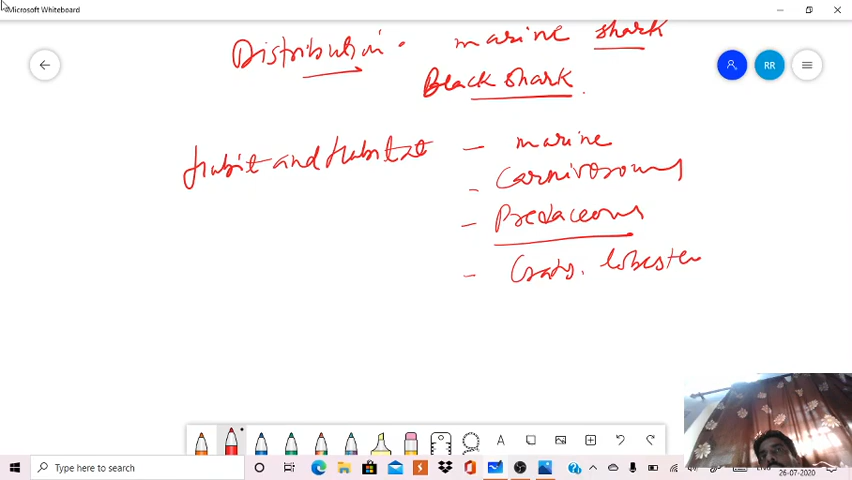 Microsoft Whiteboard
Distribution. marine shark
Black shark.
RR
Habit and Habitat - marine
- Carnivorous
- Predaceous
- Crabs. lobester
A
Type here to search
26-07-2020